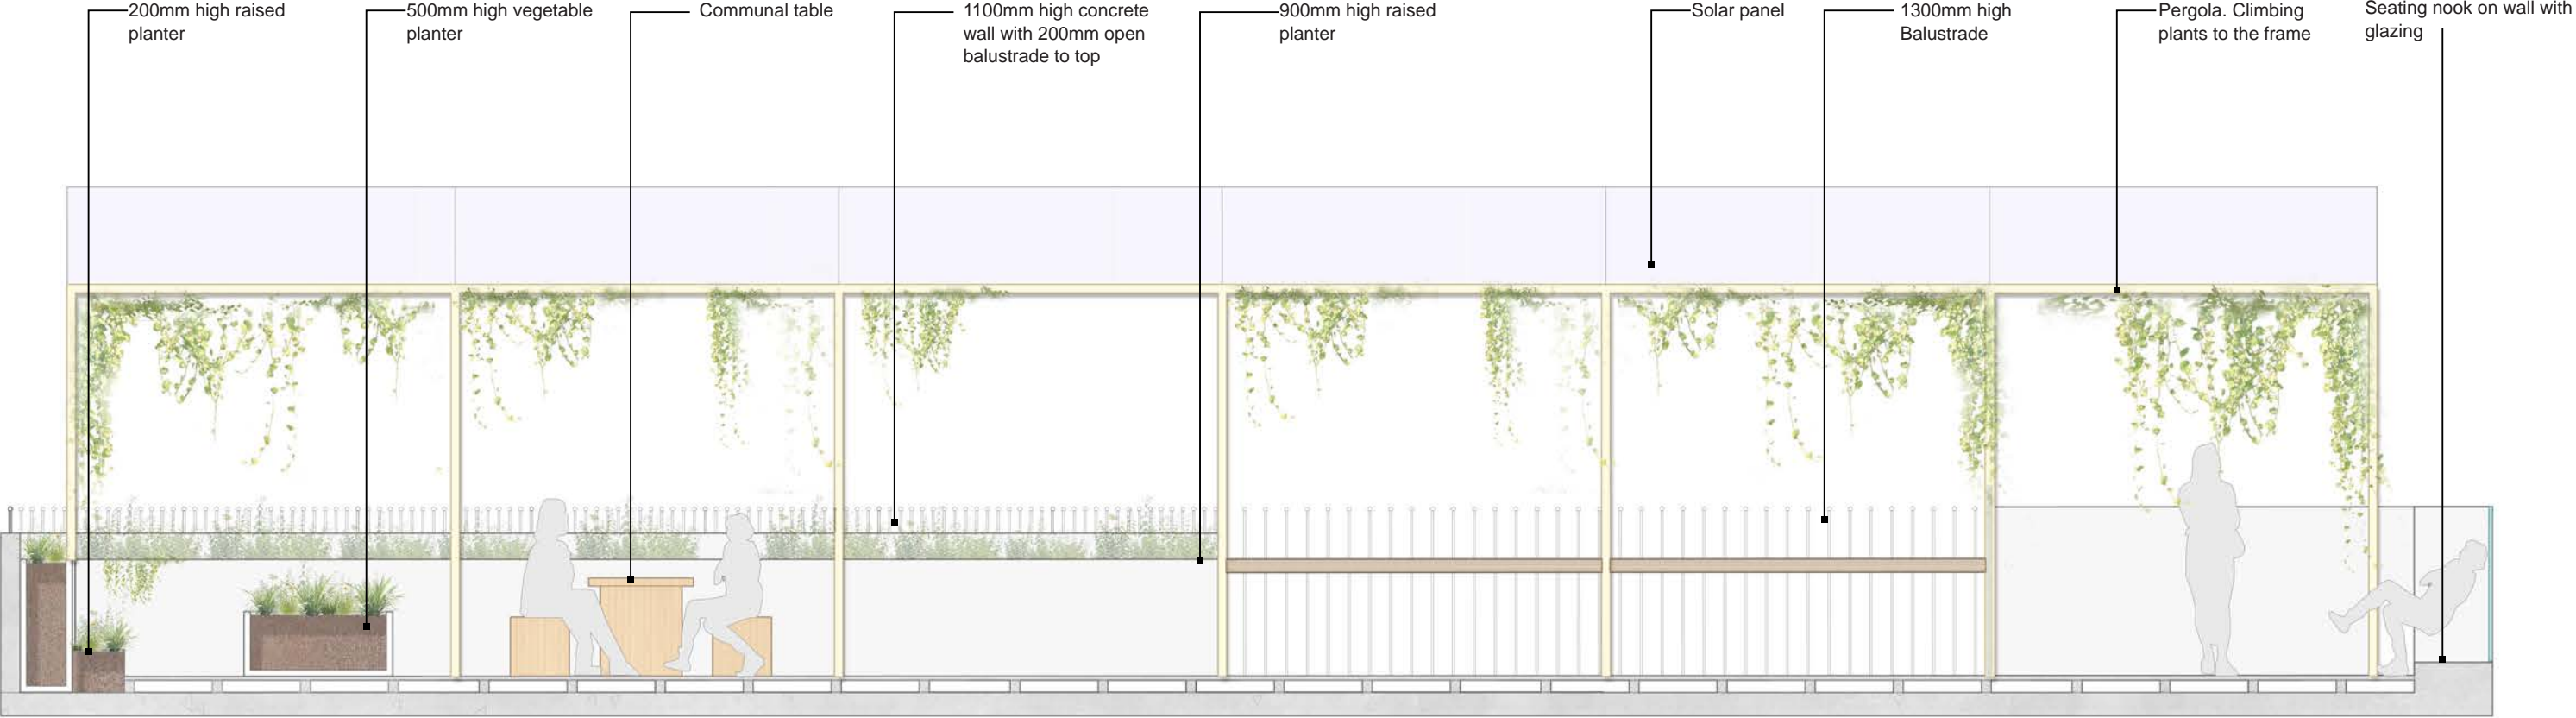 200mm high raised
planter
500mm high vegetable
planter
Communal table
1100mm high concrete
wall with 200mm open
balustrade to top
900mm high raised
planter
Solar panel
1300mm high
Balustrade
Pergola. Climbing
plants to the frame
Seating nook on wall with
glazing